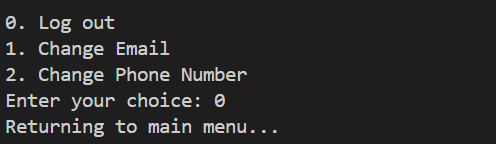 0. Log out
1. Change Email
2. Change Phone Number
Enter your choice: 0
Returning to main menu...